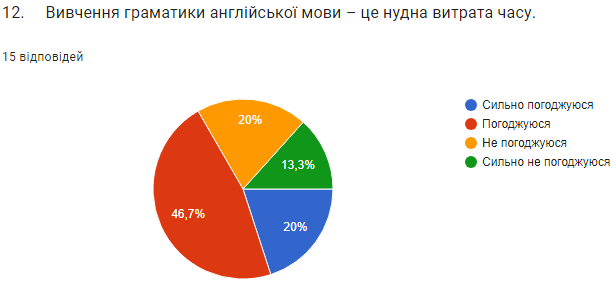 12. Вивчення граматики англійської мови – це нудна витрата часу.
15 відповідей
Сильно погоджуюся
Погоджуюся
Не погоджуюся
Сильно не погоджуюся
20%
13,3%
46,7%
20%